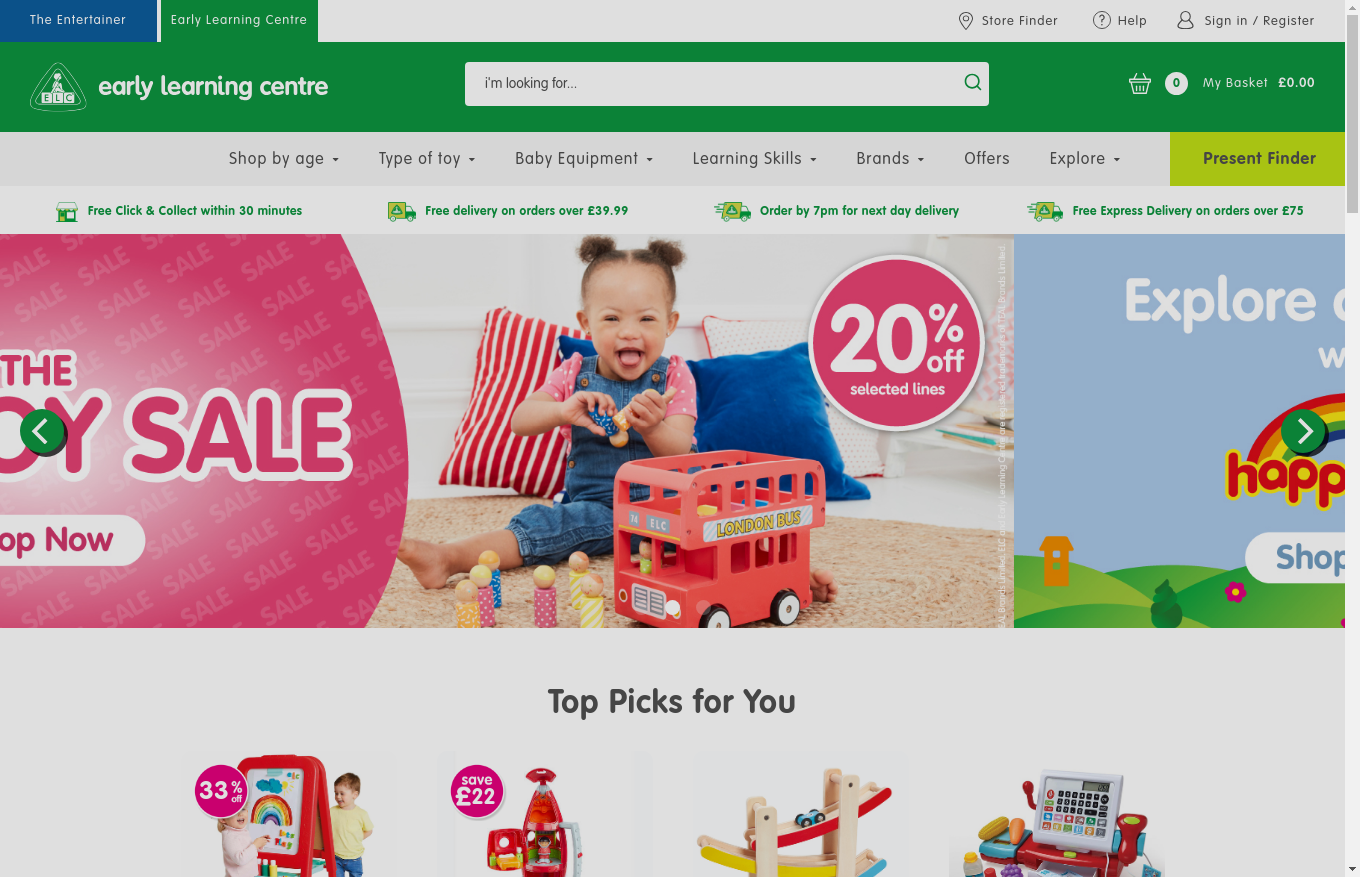 The Entertainer
Early Learning Centre
Store Finder
Help
Sign in / Register
ELC
early learning centre
i'm looking for...
0
My Basket £0.00
Shop by age
Type of toy
Baby Equipment
Learning Skills
Brands
Offers
Explore
Present Finder
Free Click & Collect within 30 minutes
Free delivery on orders over £39.99
Order by 7pm for next day delivery
Free Express Delivery on orders over £75
THE
OY SALE
op Now
20% off
selected lines
74 ELC
LONDON BUS
Explore
w
happ
Shop
Top Picks for You
33% off
save
£22